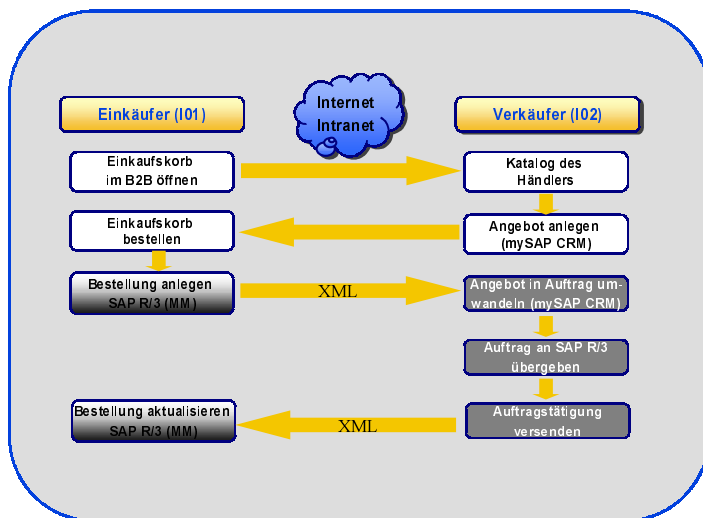 Internet
Intranet
Einkäufer (I01)
Verkäufer (I02)
Einkaufskorb
im B2B öffnen
Katalog des
Händlers
Einkaufskorb
bestellen
Angebot anlegen
(mySAP CRM)
Bestellung anlegen
SAP R/3 (MM)
XML
Angebot in Auftrag um-
wandeln (mySAP CRM)
Auftrag an SAP R/3
übergeben
Bestellung aktualisieren
SAP R/3 (MM)
XML
Auftragstätigung
versenden